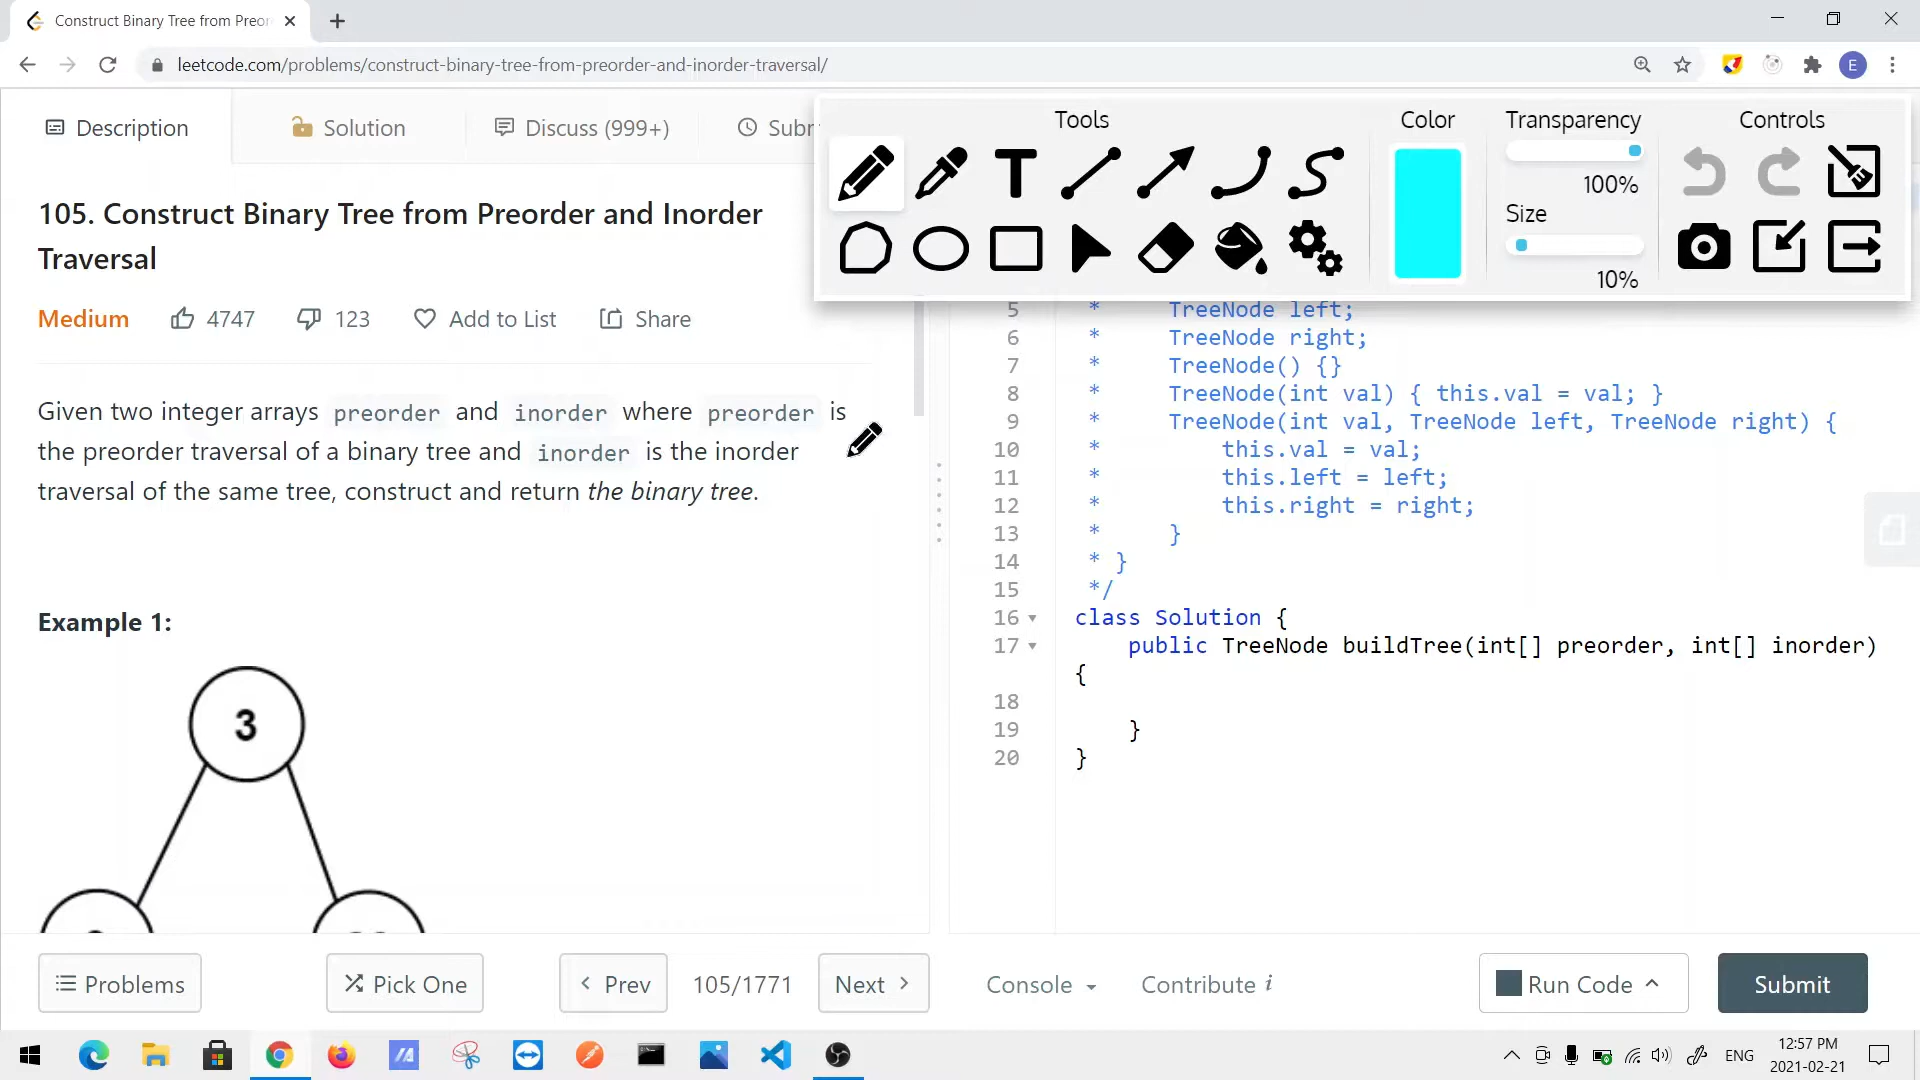 Construct Binary Tree from Preor
leetcode.com/problems/construct-binary-tree-from-preorder-and-inorder-traversal/
E
Description
Solution
Discuss (999+)
Subr
Tools
Color
Transparency
100%
Size
10%
Controls
105. Construct Binary Tree from Preorder and Inorder
Traversal
Medium
4747
123
Add to List
Share
Given two integer arrays preorder and inorder where preorder is
the preorder traversal of a binary tree and inorder is the inorder
traversal of the same tree, construct and return the binary tree.
Example 1:
3
5 * TreeNode left;
6 * TreeNode right;
7 * TreeNode() {}
8 * TreeNode(int val) { this.val = val; }
9 * TreeNode(int val, TreeNode left, TreeNode right) {
10 * this.val = val;
11 * this.left = left;
12 * this.right = right;
13 * }
14 * }
15 */
16 class Solution {
17 public TreeNode buildTree(int[] preorder, int[] inorder)
{
18
19 }
20 }
Problems
Pick One
Prev
105/1771
Next
Console
Contribute i
Run Code
Submit
ENG
12:57 PM
2021-02-21